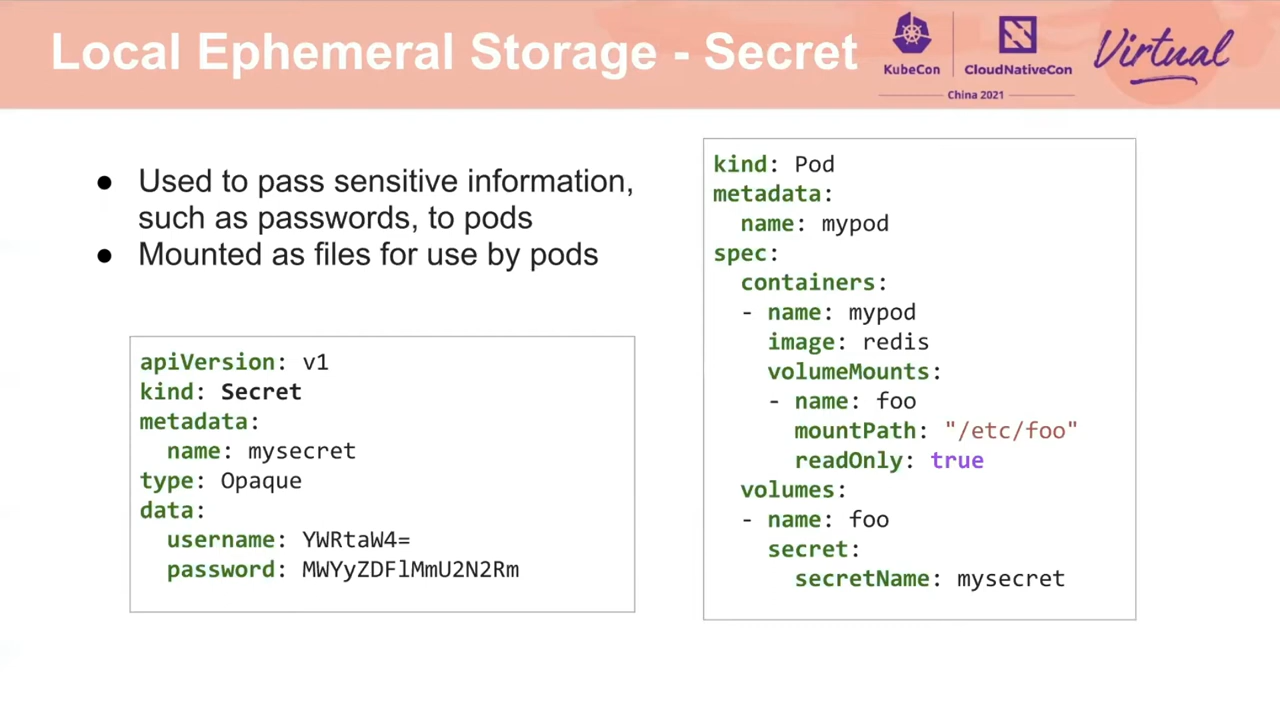 Local Ephemeral Storage - Secret
KubeCon
CloudNativeCon
China 2021
Virtual
● Used to pass sensitive information,
such as passwords, to pods
● Mounted as files for use by pods
apiVersion: v1
kind: Secret
metadata:
  name: mysecret
type: Opaque
data:
  username: YWRtaW4=
  password: MWYyZDFlMmU2N2Rm
kind: Pod
metadata:
  name: mypod
spec:
  containers:
  - name: mypod
    image: redis
    volumeMounts:
    - name: foo
      mountPath: "/etc/foo"
      readOnly: true
  volumes:
  - name: foo
    secret:
      secretName: mysecret